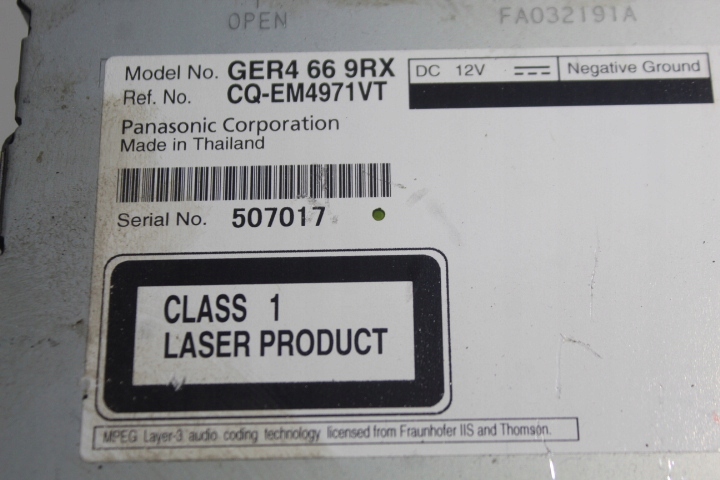 OPEN FA032191A
Model No. GER4 66 9RX DC 12V Negative Ground
Ref. No. CQ-EM4971VT
Panasonic Corporation
Made in Thailand
Serial No. 507017
CLASS 1
LASER PRODUCT
MPEG Layer-3 audio coding technology licensed from Fraunhofer IIS and Thomson.